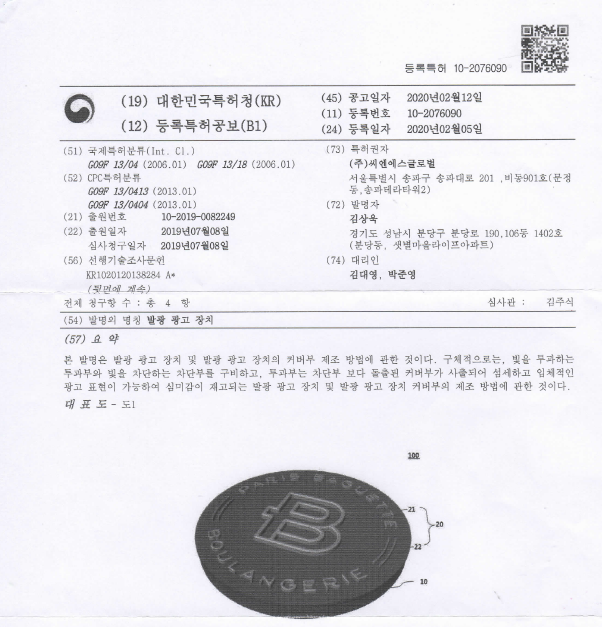 등록특허 10-2076090
(19) 대한민국특허청(KR)
(12) 등록특허공보(B1)
(45) 공고일자 2020년02월12일
(11) 등록번호 10-2076090
(24) 등록일자 2020년02월05일
(51) 국제특허분류(Int. Cl.)
G09F 13/04 (2006.01) G09F 13/18 (2006.01)
(52) CPC특허분류
G09F 13/0413 (2013.01)
G09F 13/0404 (2013.01)
(21) 출원번호 10-2019-0082249
(22) 출원일자 2019년07월08일
심사청구일자 2019년07월08일
(56) 선행기술조사문헌
KR1020120138284 A*
(뒷면에 계속)
(73) 특허권자
(주)씨엔에스글로벌
서울특별시 송파구 송파대로 201 ,비동901호(문정
동,송파테라타워2)
(72) 발명자
김상욱
경기도 성남시 분당구 분당로 190,106동 1402호
(분당동, 샛별마을라이프아파트)
(74) 대리인
김대영, 박준영
전체 청구항 수 : 총 4 항 심사관 : 김주식
(54) 발명의 명칭 발광 광고 장치
(57) 요 약
본 발명은 발광 광고 장치 및 발광 광고 장치의 커버부 제조 방법에 관한 것이다. 구체적으로는, 빛을 투과하는
투과부와 빛을 차단하는 차단부를 구비하고, 투과부는 차단부 보다 돌출된 커버부가 사출되어 섬세하고 입체적인
광고 표현이 가능하여 심미감이 재고되는 발광 광고 장치 및 발광 광고 장치 커버부의 제조 방법에 관한 것이다.
대 표 도 - 도1
100
PARIS BAGUETTE
B
BOULANGERIE
21
20
22
10